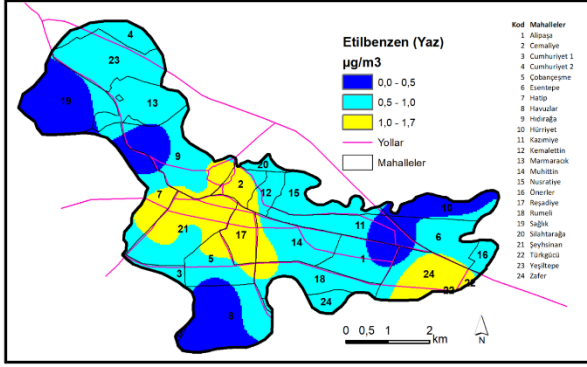 Etilbenzen (Yaz)
µg/m3
0,0 - 0,5
0,5 - 1,0
1,0 - 1,7
Yollar
Mahalleler
Kod Mahalleler
1 Alipaşa
2 Cemaliye
3 Cumhuriyet 1
4 Cumhuriyet 2
5 Çobançeşme
6 Esentepe
7 Hatip
8 Havuzlar
9 Hıdırağa
10 Hürriyet
11 Kazımiye
12 Kemalettin
13 Marmaracık
14 Muhittin
15 Nusratiye
16 Önerler
17 Reşadiye
18 Rumeli
19 Sağlık
20 Silahtarağa
21 Şeyhsinan
22 Türkgücü
23 Yeşiltepe
24 Zafer
4
23
19
13
9
20
2
12
15
7
21
17
5
3
14
11
1
6
16
18
24
24
8
0 0,5 1 2
km
N